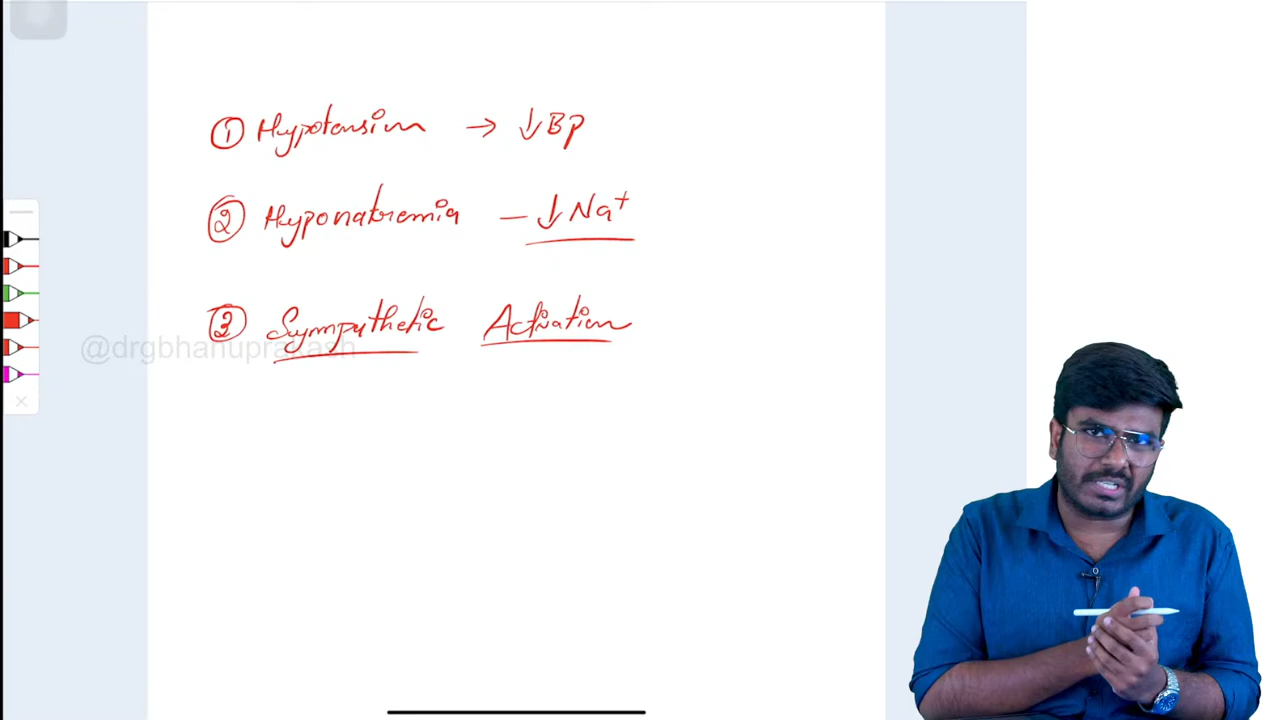 ① Hypotension → ↓BP
② Hyponatremia – ↓Na⁺
③ Sympathetic Activation
@drgbhanuprakash